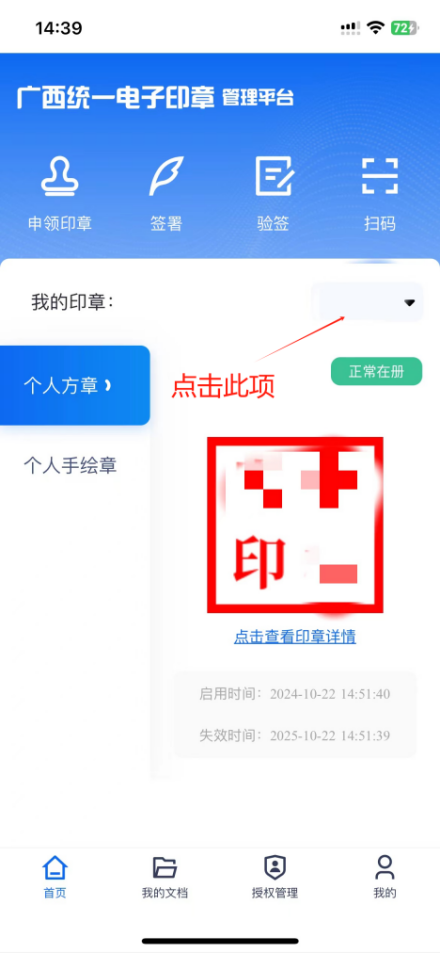 14:39
72
广西统一电子印章 管理平台
申领印章 签署 验签 扫码
我的印章：
个人方章
点击此项
正常在册
个人手绘章
印
点击查看印章详情
启用时间：2024-10-22 14:51:40
失效时间：2025-10-22 14:51:39
首页 我的文档 授权管理 我的